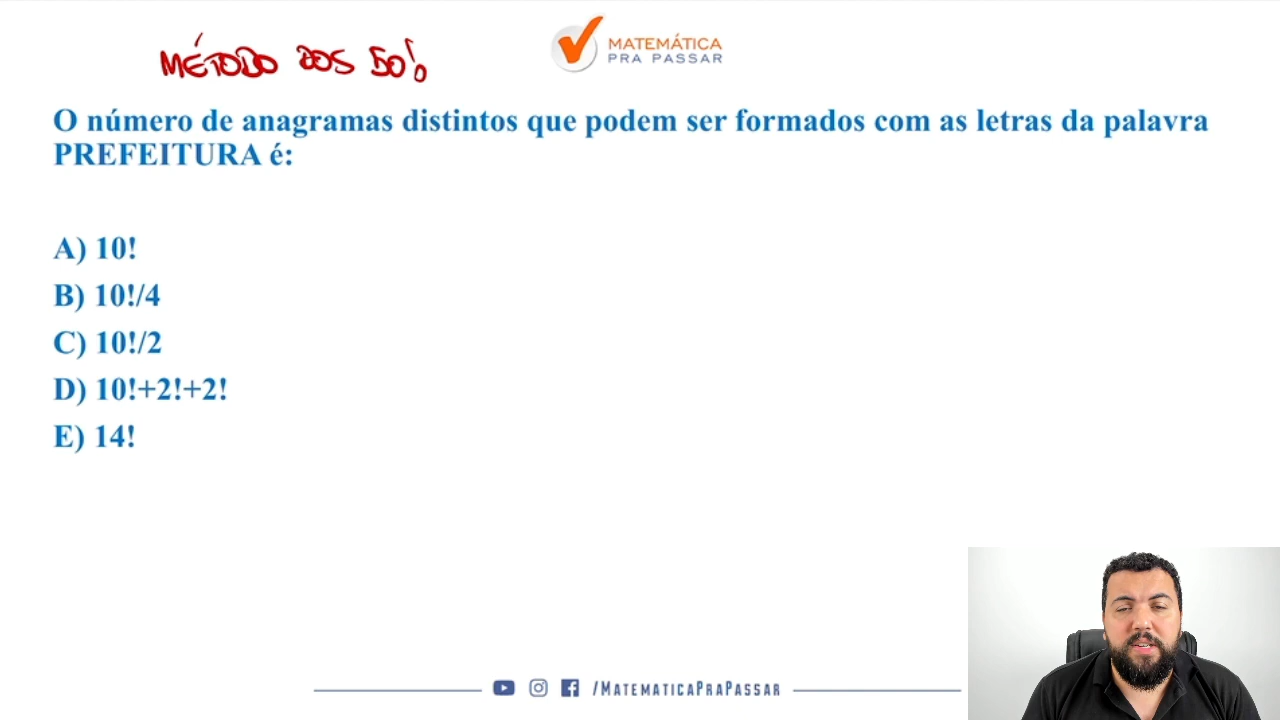 MÉTODO DOS 50!
MATEMÁTICA
PRA PASSAR
O número de anagramas distintos que podem ser formados com as letras da palavra
PREFEITURA é:
A) 10!
B) 10!/4
C) 10!/2
D) 10!+2!+2!
E) 14!
/MATEMATICAPRAPASSAR